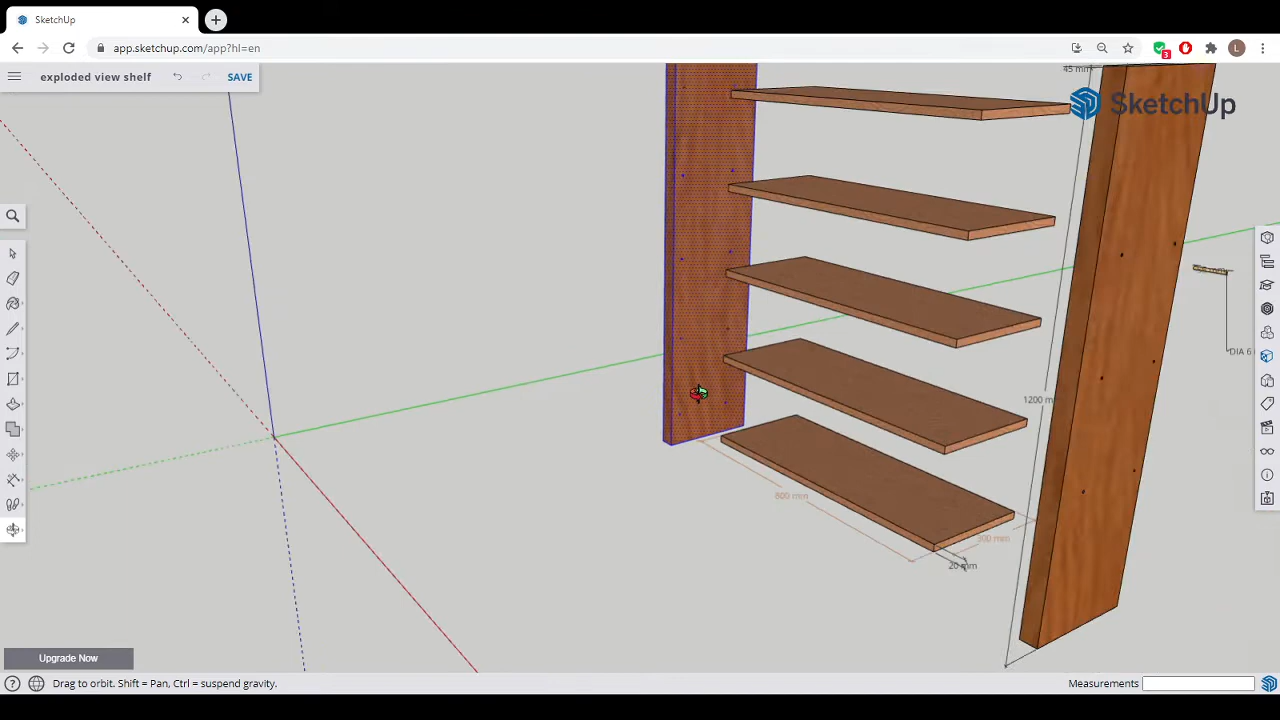 SketchUp
app.sketchup.com/app?hl=en
3
L
exploded view shelf
SAVE
45 mm
SketchUp
DIA 6
1200 mm
800 mm
300 mm
20 mm
Upgrade Now
Drag to orbit. Shift = Pan, Ctrl = suspend gravity.
Measurements